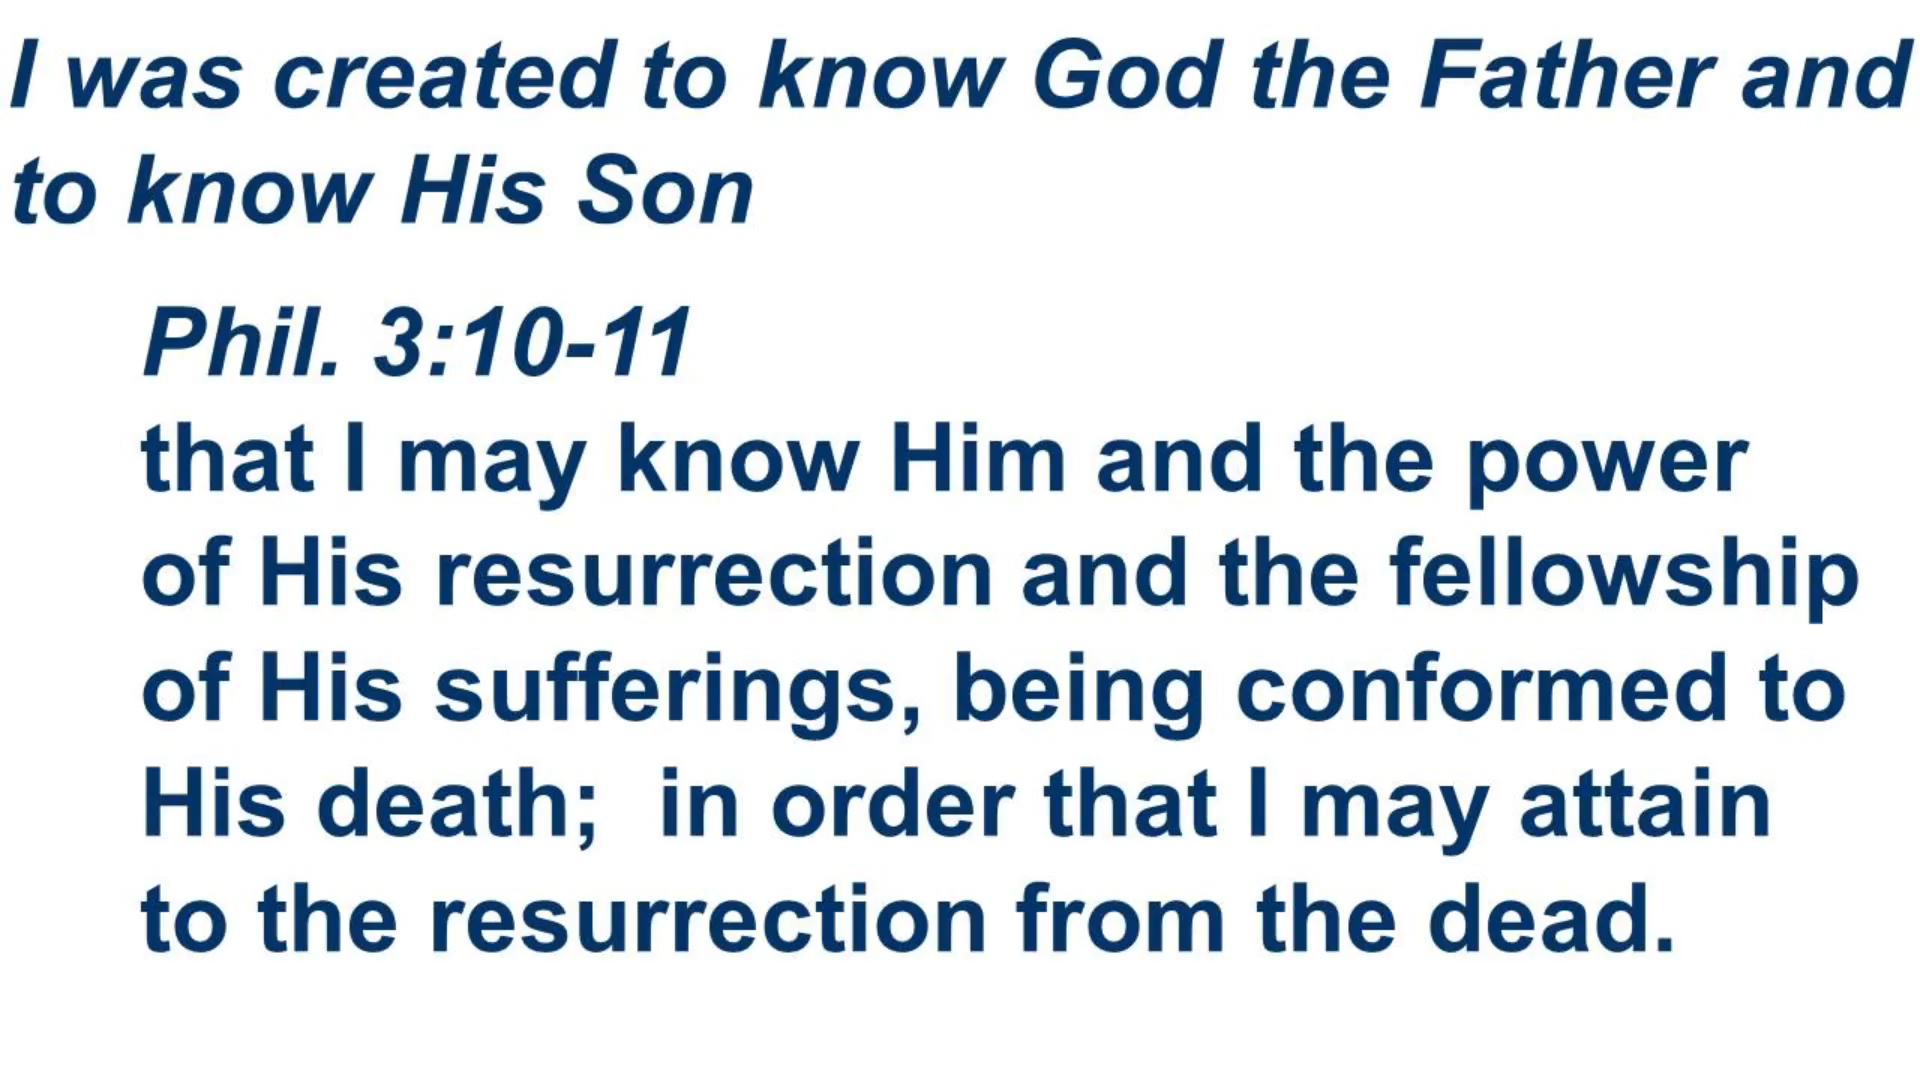 I was created to know God the Father and
to know His Son
Phil. 3:10-11
that I may know Him and the power
of His resurrection and the fellowship
of His sufferings, being conformed to
His death;  in order that I may attain
to the resurrection from the dead.